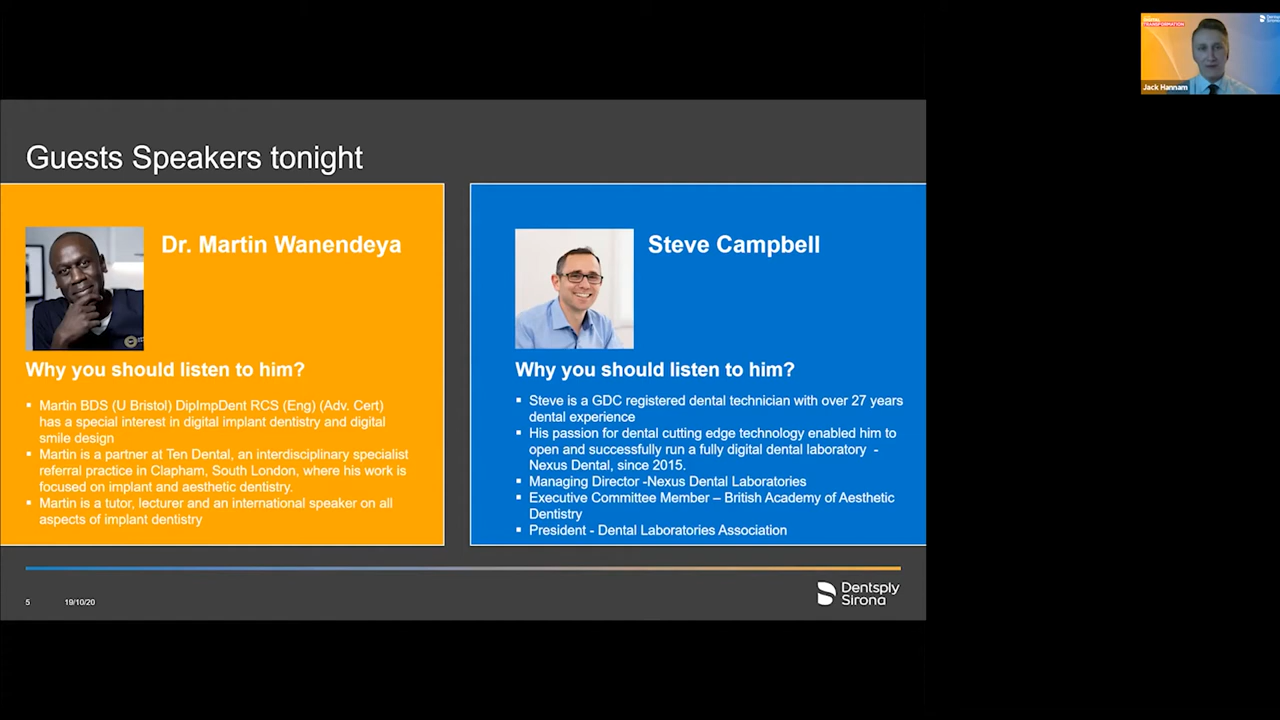 DIGITAL
TRANSFORMATION
Dentsply
Sirona
Jack Hannam
Guests Speakers tonight
Dr. Martin Wanendeya
Why you should listen to him?
▪ Martin BDS (U Bristol) DipImpDent RCS (Eng) (Adv. Cert)
has a special interest in digital implant dentistry and digital
smile design
▪ Martin is a partner at Ten Dental, an interdisciplinary specialist
referral practice in Clapham, South London, where his work is
focused on implant and aesthetic dentistry.
▪ Martin is a tutor, lecturer and an international speaker on all
aspects of implant dentistry
Steve Campbell
Why you should listen to him?
▪ Steve is a GDC registered dental technician with over 27 years
dental experience
▪ His passion for dental cutting edge technology enabled him to
open and successfully run a fully digital dental laboratory -
Nexus Dental, since 2015.
▪ Managing Director -Nexus Dental Laboratories
▪ Executive Committee Member – British Academy of Aesthetic
Dentistry
▪ President - Dental Laboratories Association
5 19/10/20
Dentsply
Sirona